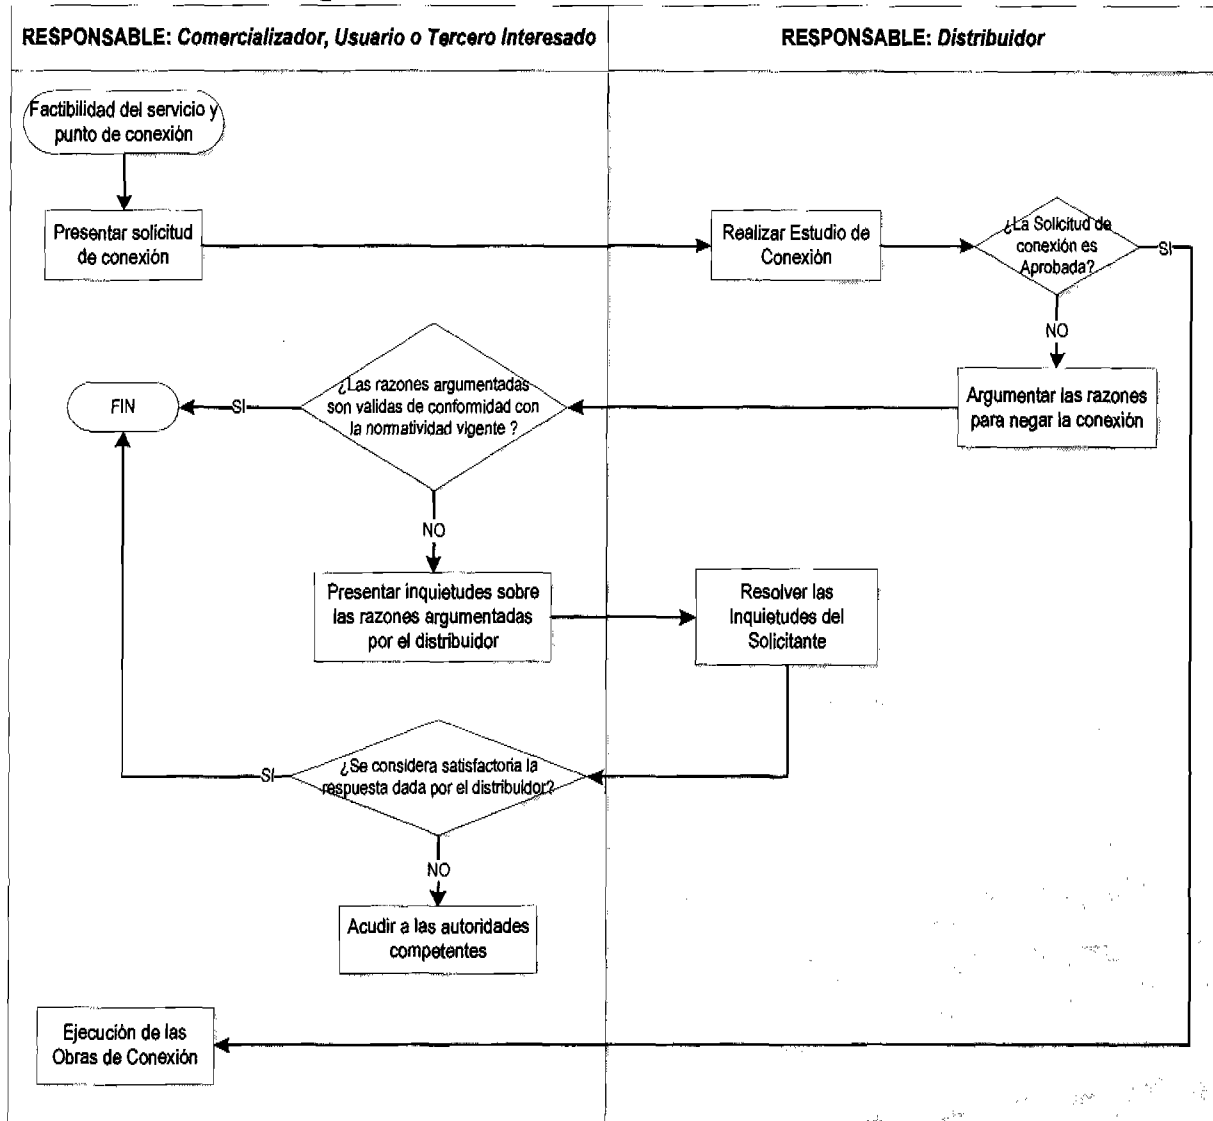 RESPONSABLE: Comercializador, Usuario o Tercero Interesado
RESPONSABLE: Distribuidor
Factibilidad del servicio y
punto de conexión
Presentar solicitud
de conexión
Realizar Estudio de
Conexión
¿La Solicitud de
conexión es
Aprobada?
SI
NO
Argumentar las razones
para negar la conexión
¿Las razones argumentadas
son validas de conformidad con
la normatividad vigente ?
SI
FIN
NO
Presentar inquietudes sobre
las razones argumentadas
por el distribuidor
Resolver las
Inquietudes del
Solicitante
¿Se considera satisfactoria la
respuesta dada por el distribuidor?
SI
NO
Acudir a las autoridades
competentes
Ejecución de las
Obras de Conexión